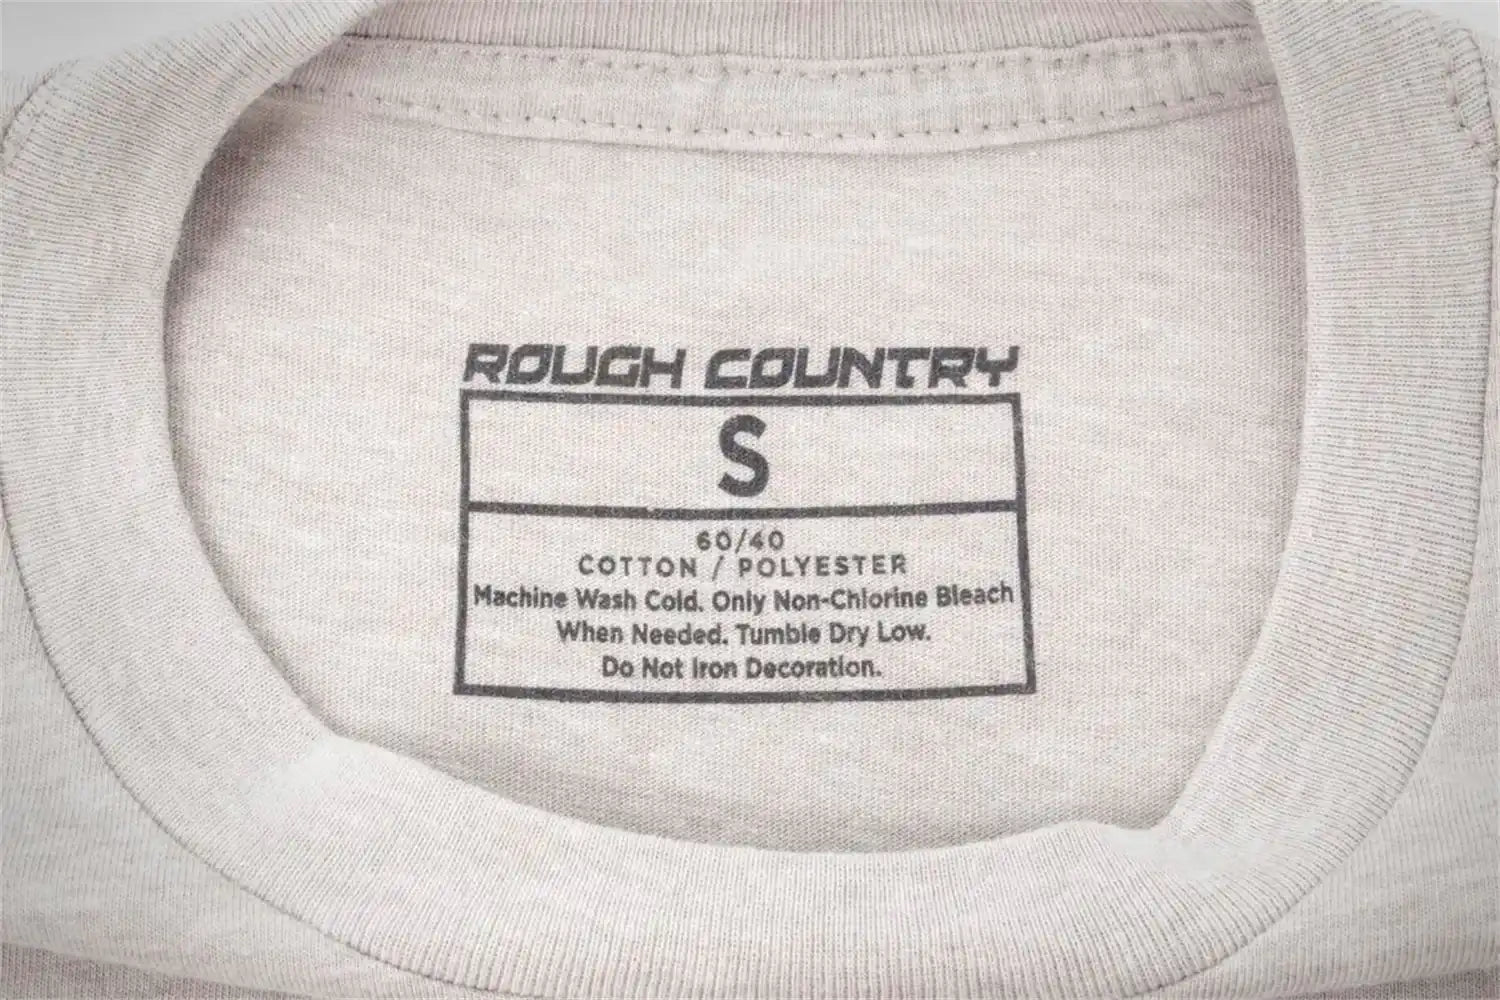 ROUGH COUNTRY
S
60/40
COTTON / POLYESTER
Machine Wash Cold. Only Non-Chlorine Bleach
When Needed. Tumble Dry Low.
Do Not Iron Decoration.